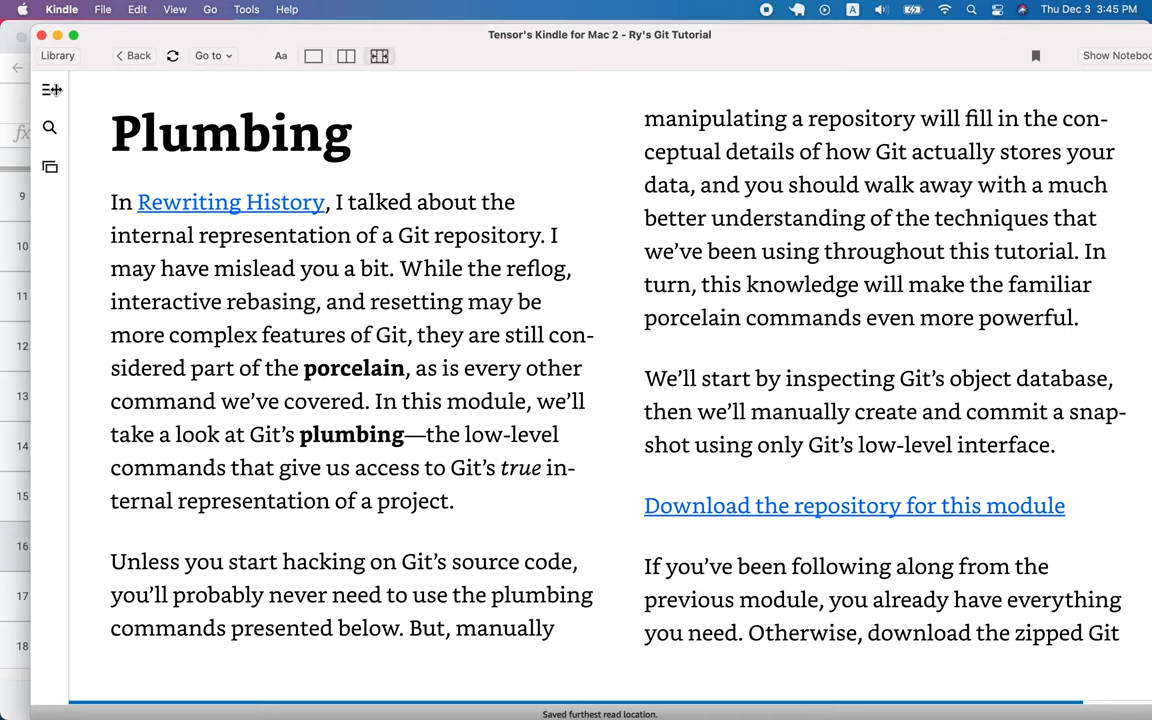 Kindle File Edit View Go Tools Help
A
Thu Dec 3 3:45 PM
Tensor's Kindle for Mac 2 - Ry's Git Tutorial
Library
Back
Go to
Aa
Show Noteboo
fx
9
10
11
12
13
14
15
16
17
18
Plumbing
In Rewriting History, I talked about the
internal representation of a Git repository. I
may have mislead you a bit. While the reflog,
interactive rebasing, and resetting may be
more complex features of Git, they are still con-
sidered part of the porcelain, as is every other
command we've covered. In this module, we'll
take a look at Git's plumbing—the low-level
commands that give us access to Git's true in-
ternal representation of a project.
Unless you start hacking on Git's source code,
you'll probably never need to use the plumbing
commands presented below. But, manually
manipulating a repository will fill in the con-
ceptual details of how Git actually stores your
data, and you should walk away with a much
better understanding of the techniques that
we've been using throughout this tutorial. In
turn, this knowledge will make the familiar
porcelain commands even more powerful.
We'll start by inspecting Git's object database,
then we'll manually create and commit a snap-
shot using only Git's low-level interface.
Download the repository for this module
If you've been following along from the
previous module, you already have everything
you need. Otherwise, download the zipped Git
Saved furthest read location.